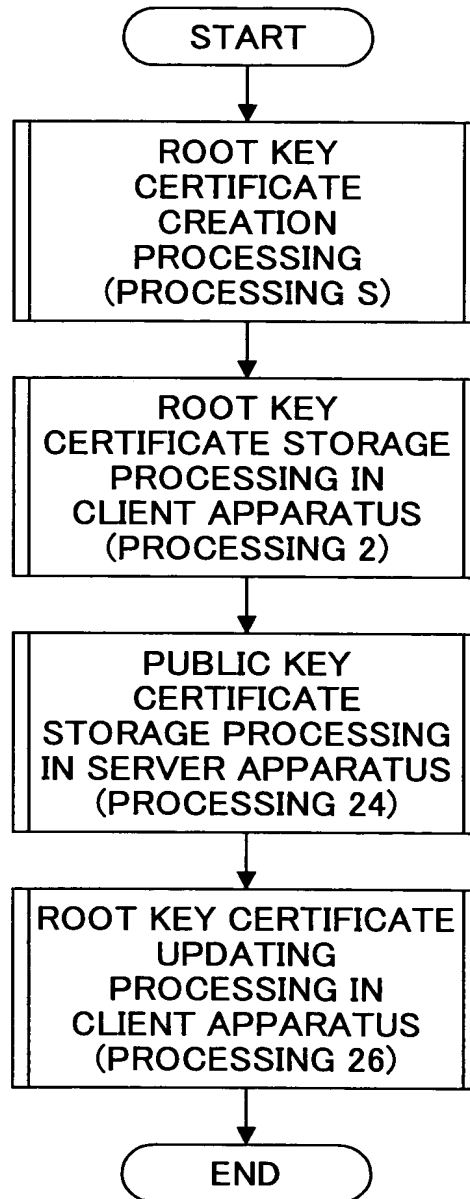 START
ROOT KEY
CERTIFICATE
CREATION
PROCESSING
(PROCESSING S)
ROOT KEY
CERTIFICATE STORAGE
PROCESSING IN
CLIENT APPARATUS
(PROCESSING 2)
PUBLIC KEY
CERTIFICATE
STORAGE PROCESSING
IN SERVER APPARATUS
(PROCESSING 24)
ROOT KEY CERTIFICATE
UPDATING
PROCESSING IN
CLIENT APPARATUS
(PROCESSING 26)
END